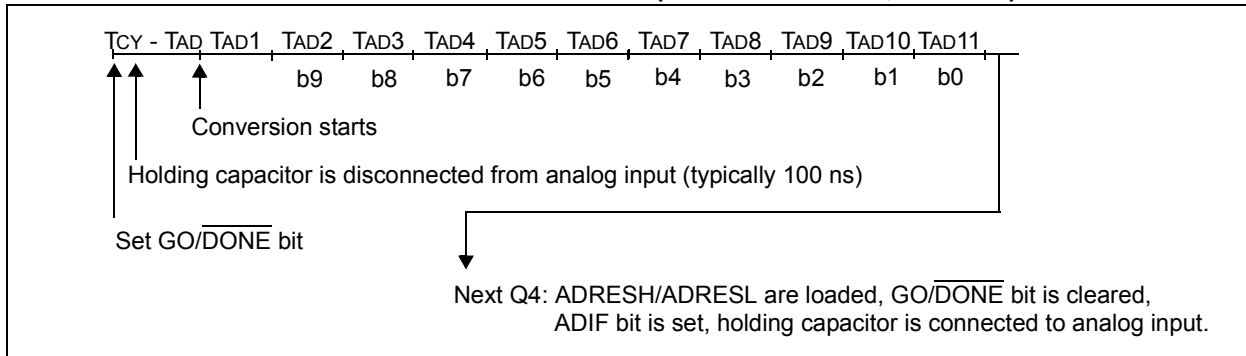 TCY - TAD TAD1 TAD2 TAD3 TAD4 TAD5 TAD6 TAD7 TAD8 TAD9 TAD10 TAD11
b9 b8 b7 b6 b5 b4 b3 b2 b1 b0
Conversion starts
Holding capacitor is disconnected from analog input (typically 100 ns)
Set GO/DONE bit
Next Q4: ADRESH/ADRESL are loaded, GO/DONE bit is cleared,
ADIF bit is set, holding capacitor is connected to analog input.